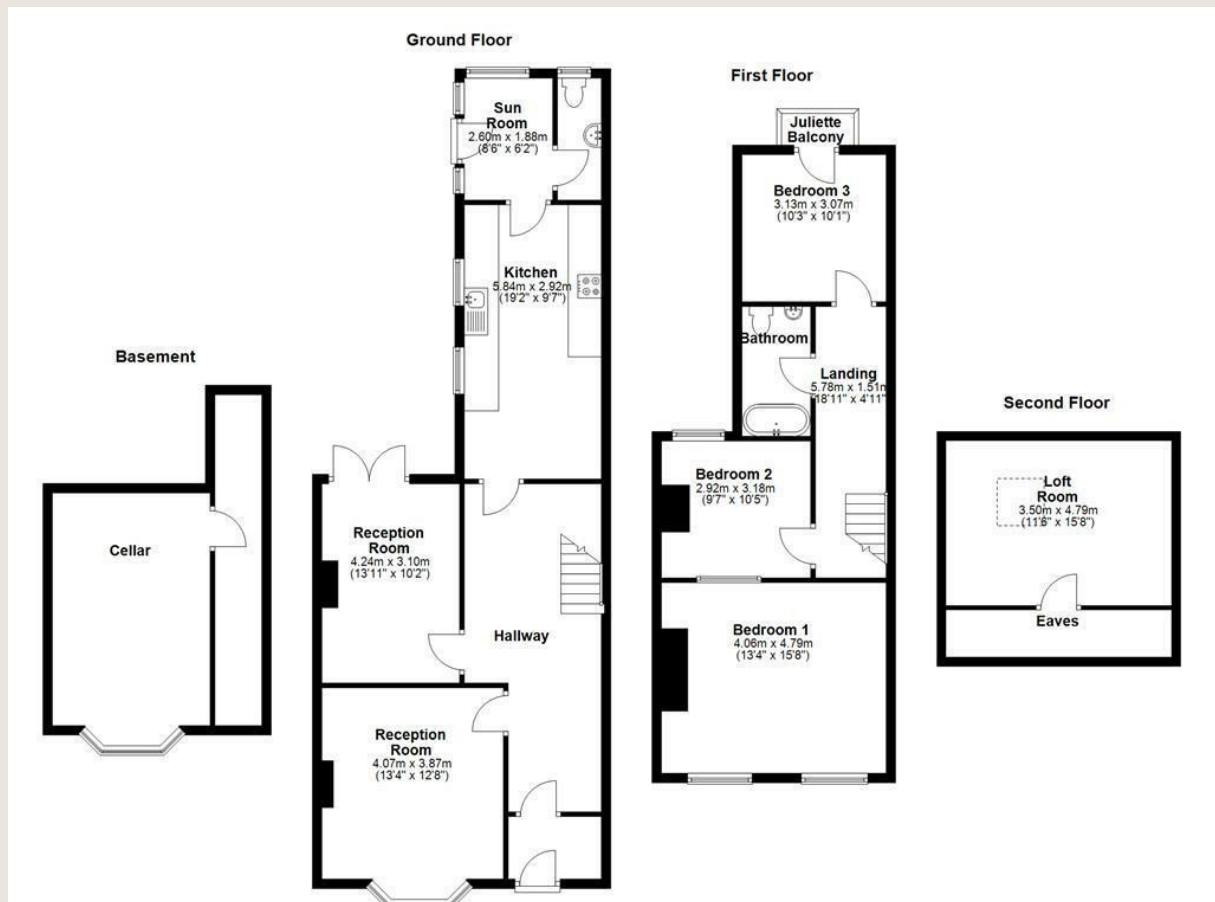 Ground Floor
Sun
Room
2.60m x 1.88m
(8'6" x 6'2")
Kitchen
5.84m x 2.92m
(19'2" x 9'7")
Reception
Room
4.24m x 3.10m
(13'11" x 10'2")
Hallway
Reception
Room
4.07m x 3.87m
(13'4" x 12'8")
Basement
Cellar
First Floor
Juliette
Balcony
Bedroom 3
3.13m x 3.07m
(10'3" x 10'1")
Bathroom
Landing
5.78m x 1.51m
(18'11" x 4'11")
Bedroom 2
2.92m x 3.18m
(9'7" x 10'5")
Bedroom 1
4.06m x 4.79m
(13'4" x 15'8")
Second Floor
Loft
Room
3.50m x 4.79m
(11'6" x 15'8")
Eaves